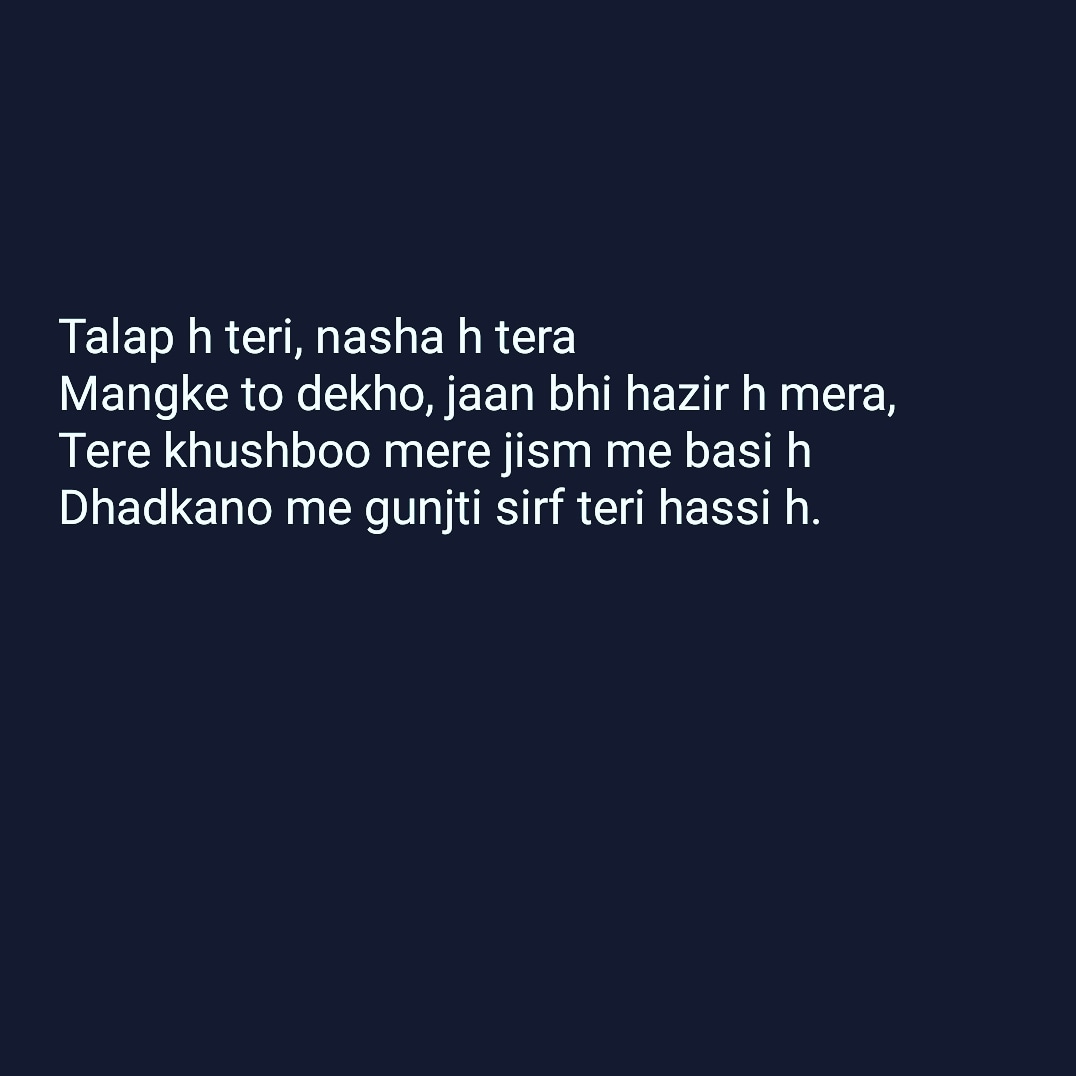 Talap h teri, nasha h tera
Mangke to dekho, jaan bhi hazir h mera,
Tere khushboo mere jism me basi h
Dhadkano me gunjti sirf teri hassi h.